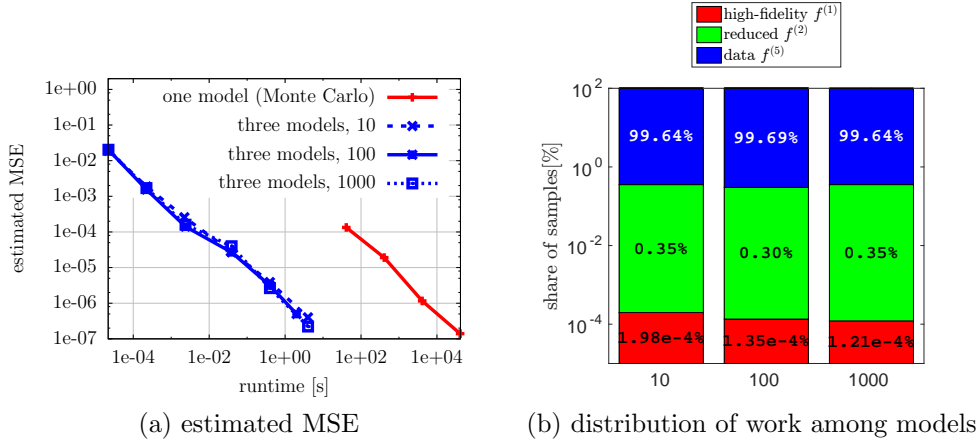 1e+00
1e-01
1e-02
1e-03
1e-04
1e-05
1e-06
1e-07
estimated MSE
one model (Monte Carlo)
three models, 10
three models, 100
three models, 1000
1e-04
1e-02
1e+00
1e+02
1e+04
runtime [s]
(a) estimated MSE
high-fidelity f^(1)
reduced f^(2)
data f^(5)
share of samples[%]
10^2
10^0
10^-2
10^-4
99.64% 99.69% 99.64%
0.35% 0.30% 0.35%
1.98e-4% 1.35e-4% 1.21e-4%
10 100 1000
(b) distribution of work among models